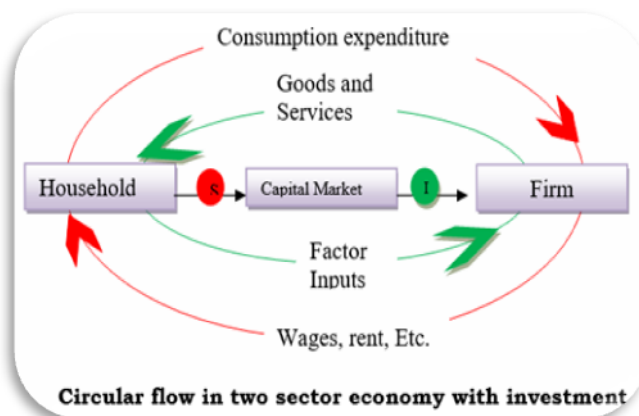 Consumption expenditure
Goods and
Services
Household
S
Capital Market
I
Firm
Factor
Inputs
Wages, rent, Etc.
Circular flow in two sector economy with investment